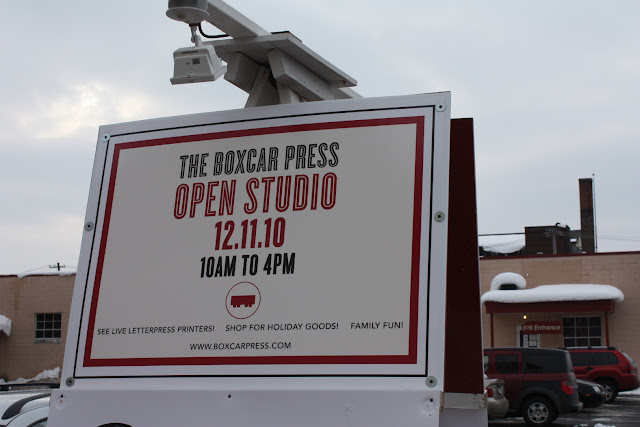 THE BOXCAR PRESS
OPEN STUDIO
12.11.10
10AM TO 4PM
SEE LIVE LETTERPRESS PRINTERS! SHOP FOR HOLIDAY GOODS! FAMILY FUN!
WWW.BOXCARPRESS.COM
618 Entrance